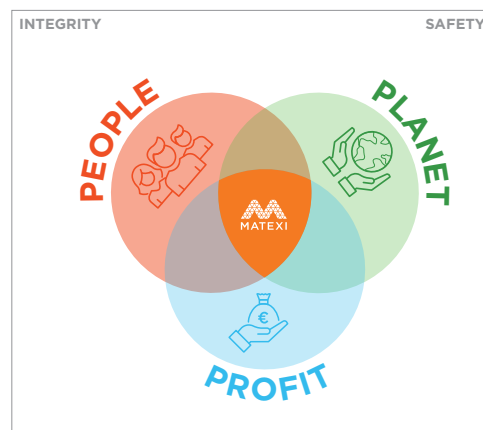 INTEGRITY
SAFETY
PEOPLE
PLANET
MATEXI
€
PROFIT